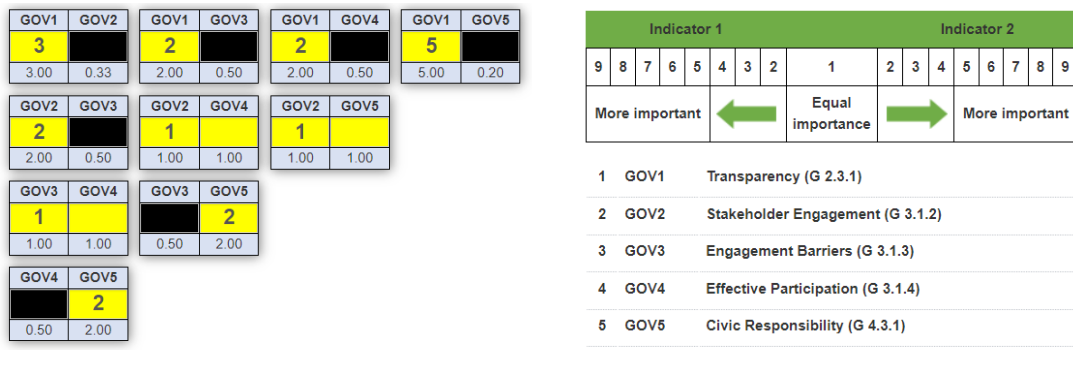 GOV1 GOV2 GOV1 GOV3 GOV1 GOV4 GOV1 GOV5
3 2 2 5
3.00 0.33 2.00 0.50 2.00 0.50 5.00 0.20
GOV2 GOV3 GOV2 GOV4 GOV2 GOV5
2 1 1
2.00 0.50 1.00 1.00 1.00 1.00
GOV3 GOV4 GOV3 GOV5
1 2
1.00 1.00 0.50 2.00
GOV4 GOV5
2
0.50 2.00
Indicator 1 Indicator 2
9 8 7 6 5 4 3 2 1 2 3 4 5 6 7 8 9
More important Equal importance More important
1 GOV1 Transparency (G 2.3.1)
2 GOV2 Stakeholder Engagement (G 3.1.2)
3 GOV3 Engagement Barriers (G 3.1.3)
4 GOV4 Effective Participation (G 3.1.4)
5 GOV5 Civic Responsibility (G 4.3.1)